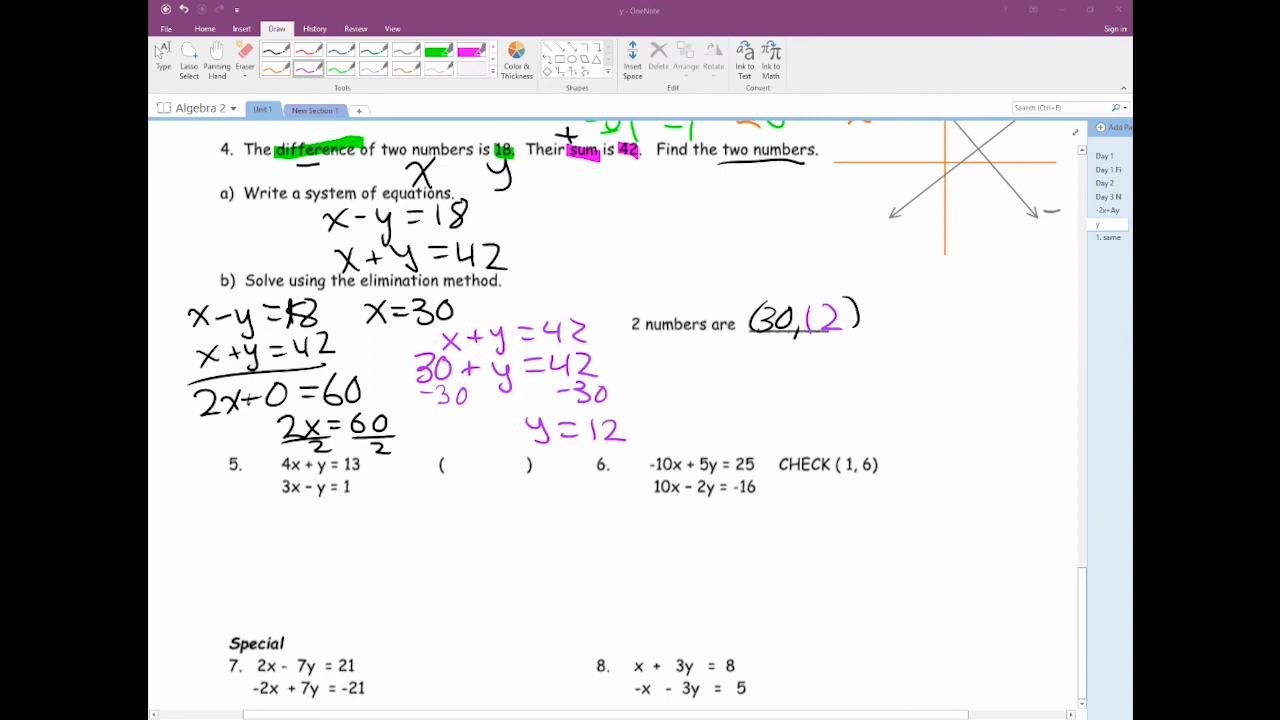 y - OneNote
Sign in
File Home Insert Draw History Review View
Type
Lasso Select
Panning Hand
Eraser
Color & Thickness
Insert Space
Delete
Arrange
Rotate
Ink to Text
Ink to Math
Tools
Shapes
Edit
Convert
Algebra 2
Unit 1
New Section 1
Search (Ctrl+E)
Add Pa
Day 1
Day 1 Fi
Day 2
Day 3 N
-2x+Ay
y
1. same
+
4. The difference of two numbers is 18. Their sum is 42. Find the two numbers.
x y
a) Write a system of equations.
x - y = 18
x + y = 42
b) Solve using the elimination method.
x - y = 18
x + y = 42
2x + 0 = 60
2x = 60
2 2
x = 30
x + y = 42
30 + y = 42
-30 -30
y = 12
2 numbers are (30, 12)
5. 4x + y = 13 ( )
3x - y = 1
6. -10x + 5y = 25 CHECK ( 1, 6)
10x - 2y = -16
Special
7. 2x - 7y = 21
-2x + 7y = -21
8. x + 3y = 8
-x - 3y = 5